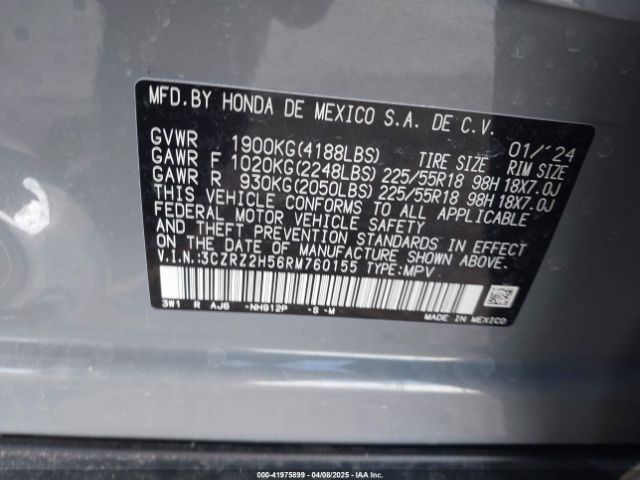 MFD.BY HONDA DE MEXICO S.A. DE C.V. 01/'24
GVWR 1900KG(4188LBS) TIRE SIZE RIM SIZE
GAWR F 1020KG(2248LBS) 225/55R18 98H 18X7.0J
GAWR R 930KG(2050LBS) 225/55R18 98H 18X7.0J
THIS VEHICLE CONFORMS TO ALL APPLICABLE
FEDERAL MOTOR VEHICLE SAFETY
AND THEFT PREVENTION STANDARDS IN EFFECT
ON THE DATE OF MANUFACTURE SHOWN ABOVE.
V.I.N.:3CZRZ2H56RM760155 TYPE:MPV
3W1 R AJ6 -NH912P -S -M MADE IN MEXICO
000-41975899 04/08/2025 IAAI.COM